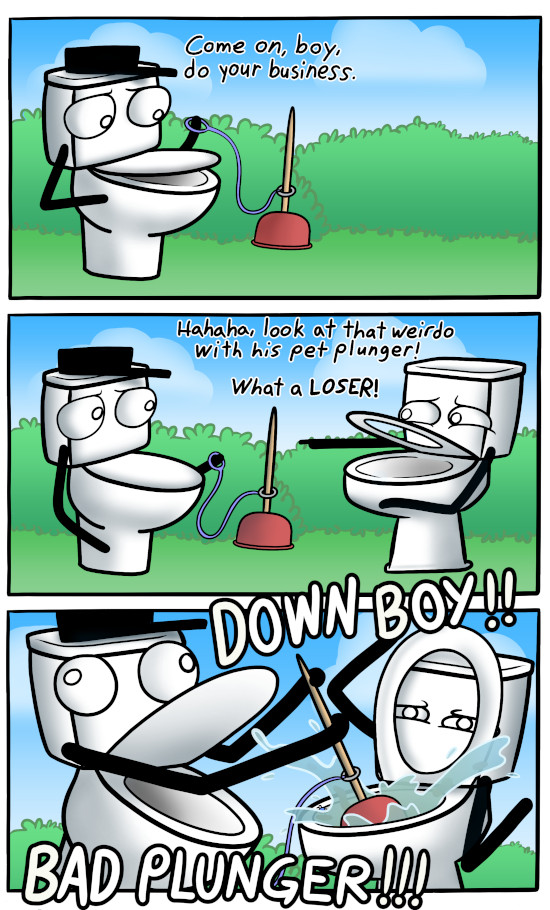 Come on, boy,
do your business.
Hahaha, look at that weirdo
with his pet plunger!
What a LOSER!
DOWN BOY!!
BAD PLUNGER!!!